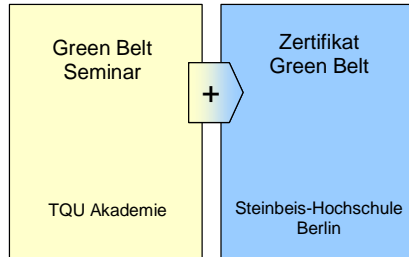 Green Belt
Seminar
TQU Akademie
+
Zertifikat
Green Belt
Steinbeis-Hochschule
Berlin